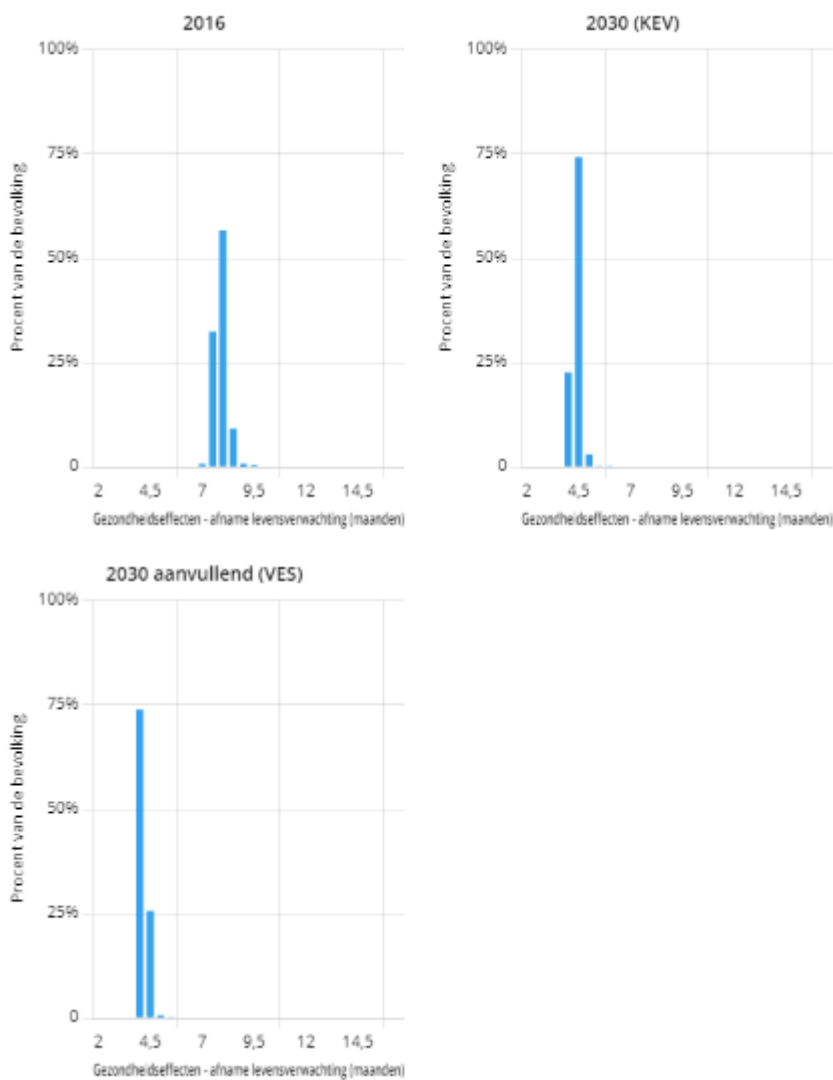 2016
100%
75%
50%
25%
0
Procent van de bevolking
2 4,5 7 9,5 12 14,5
Gezondheidseffecten - afname levensverwachting (maanden)
2030 (KEV)
100%
75%
50%
25%
0
Procent van de bevolking
2 4,5 7 9,5 12 14,5
Gezondheidseffecten - afname levensverwachting (maanden)
2030 aanvullend (VES)
100%
75%
50%
25%
0
Procent van de bevolking
2 4,5 7 9,5 12 14,5
Gezondheidseffecten - afname levensverwachting (maanden)